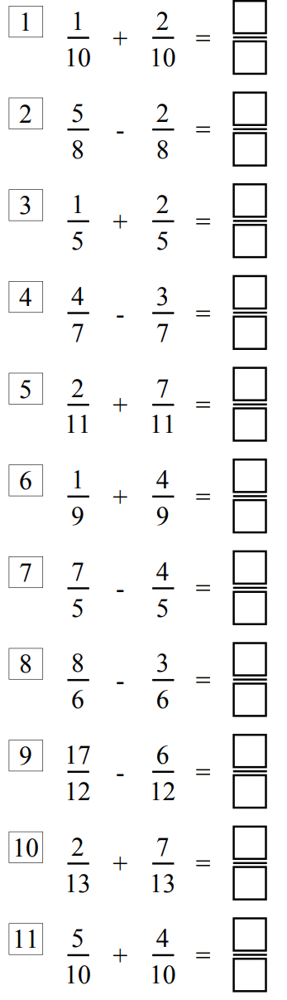 1 1/10 + 2/10 =
2 5/8 - 2/8 =
3 1/5 + 2/5 =
4 4/7 - 3/7 =
5 2/11 + 7/11 =
6 1/9 + 4/9 =
7 7/5 - 4/5 =
8 8/6 - 3/6 =
9 17/12 - 6/12 =
10 2/13 + 7/13 =
11 5/10 + 4/10 =